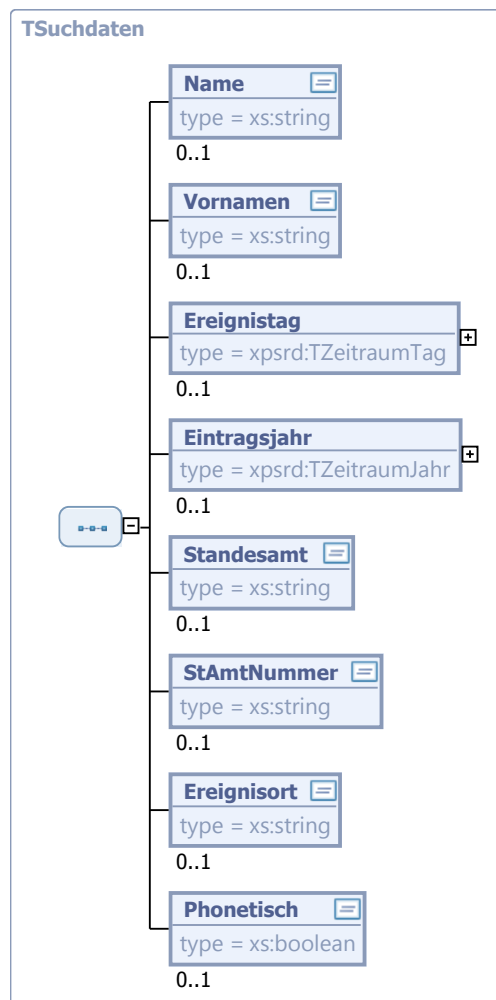 TSuchdaten
Name
type = xs:string
0..1
Vornamen
type = xs:string
0..1
Ereignistag
type = xpsrd:TZeitraumTag
0..1
Eintragsjahr
type = xpsrd:TZeitraumJahr
0..1
Standesamt
type = xs:string
0..1
StAmtNummer
type = xs:string
0..1
Ereignisort
type = xs:string
0..1
Phonetisch
type = xs:boolean
0..1